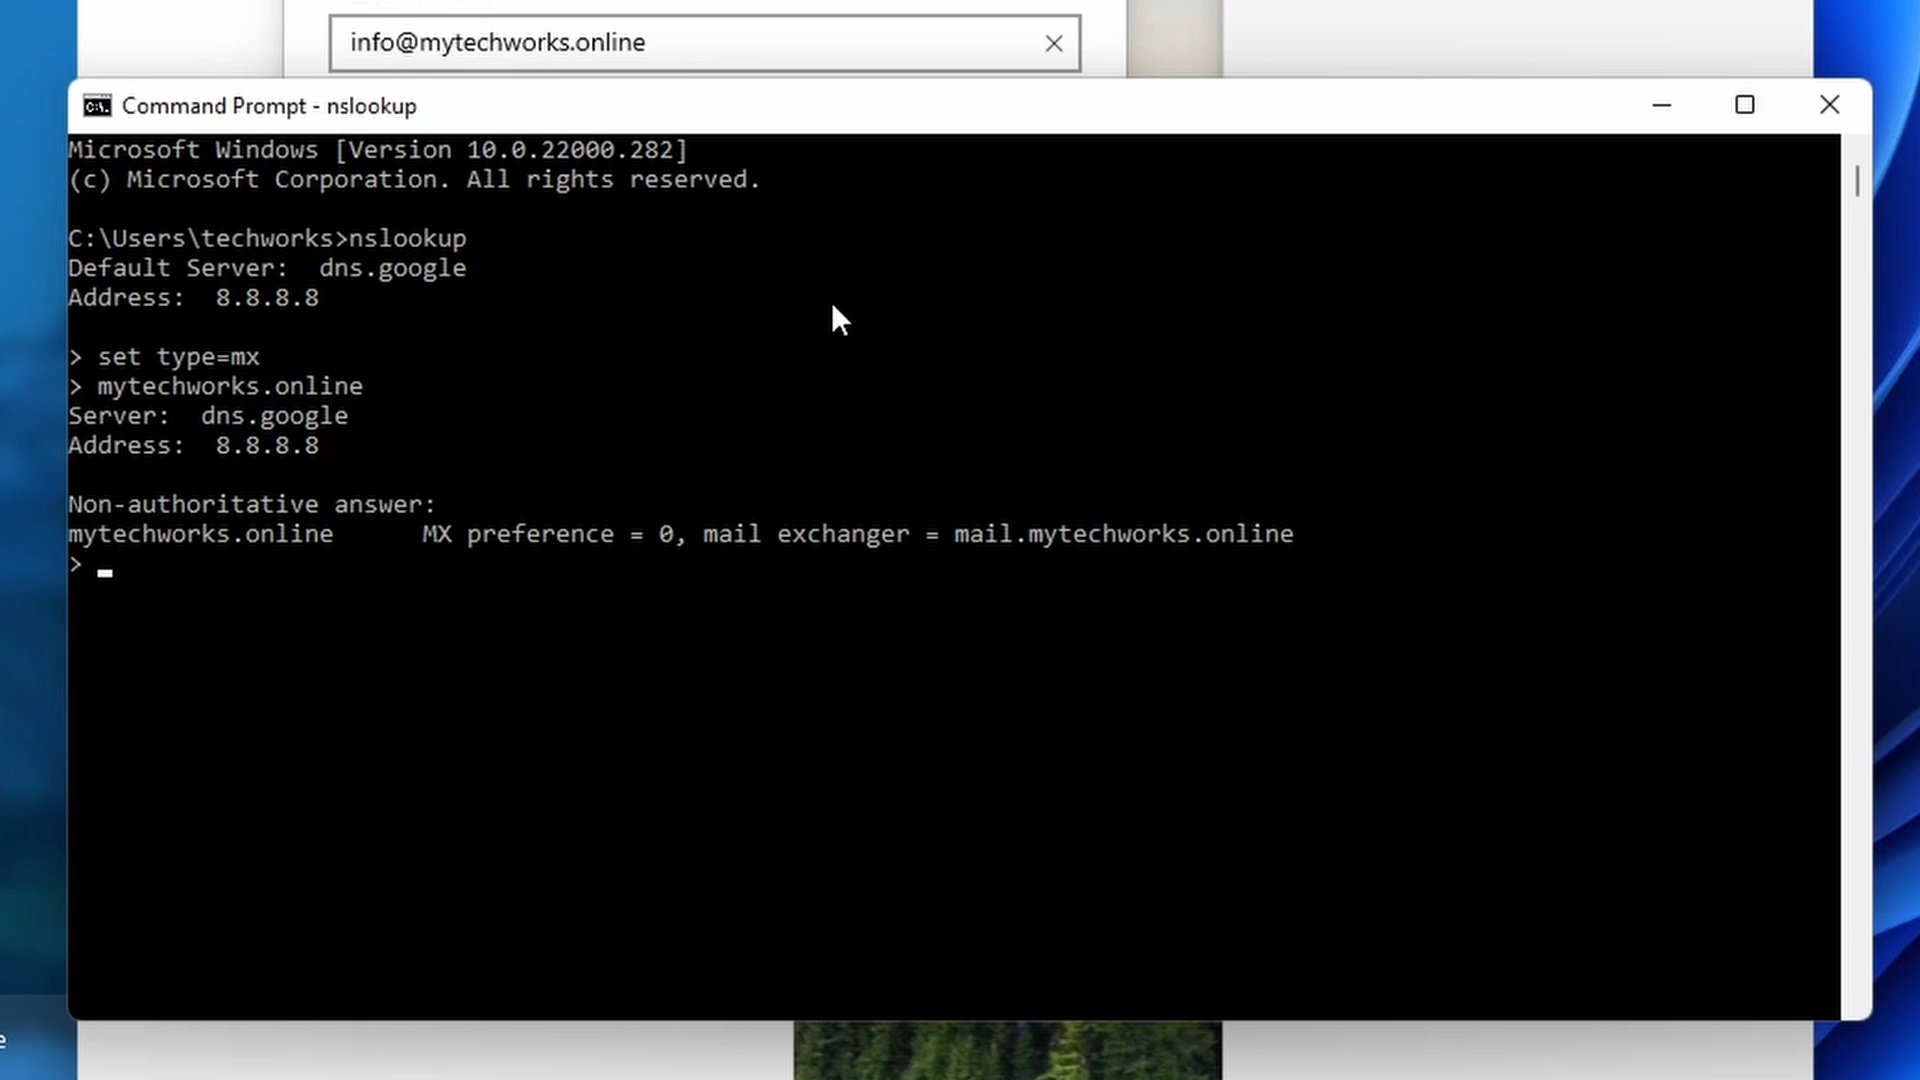 info@mytechworks.online
Command Prompt - nslookup
Microsoft Windows [Version 10.0.22000.282]
(c) Microsoft Corporation. All rights reserved.
C:\Users\techworks>nslookup
Default Server:  dns.google
Address:  8.8.8.8
> set type=mx
> mytechworks.online
Server:  dns.google
Address:  8.8.8.8
Non-authoritative answer:
mytechworks.online      MX preference = 0, mail exchanger = mail.mytechworks.online
>